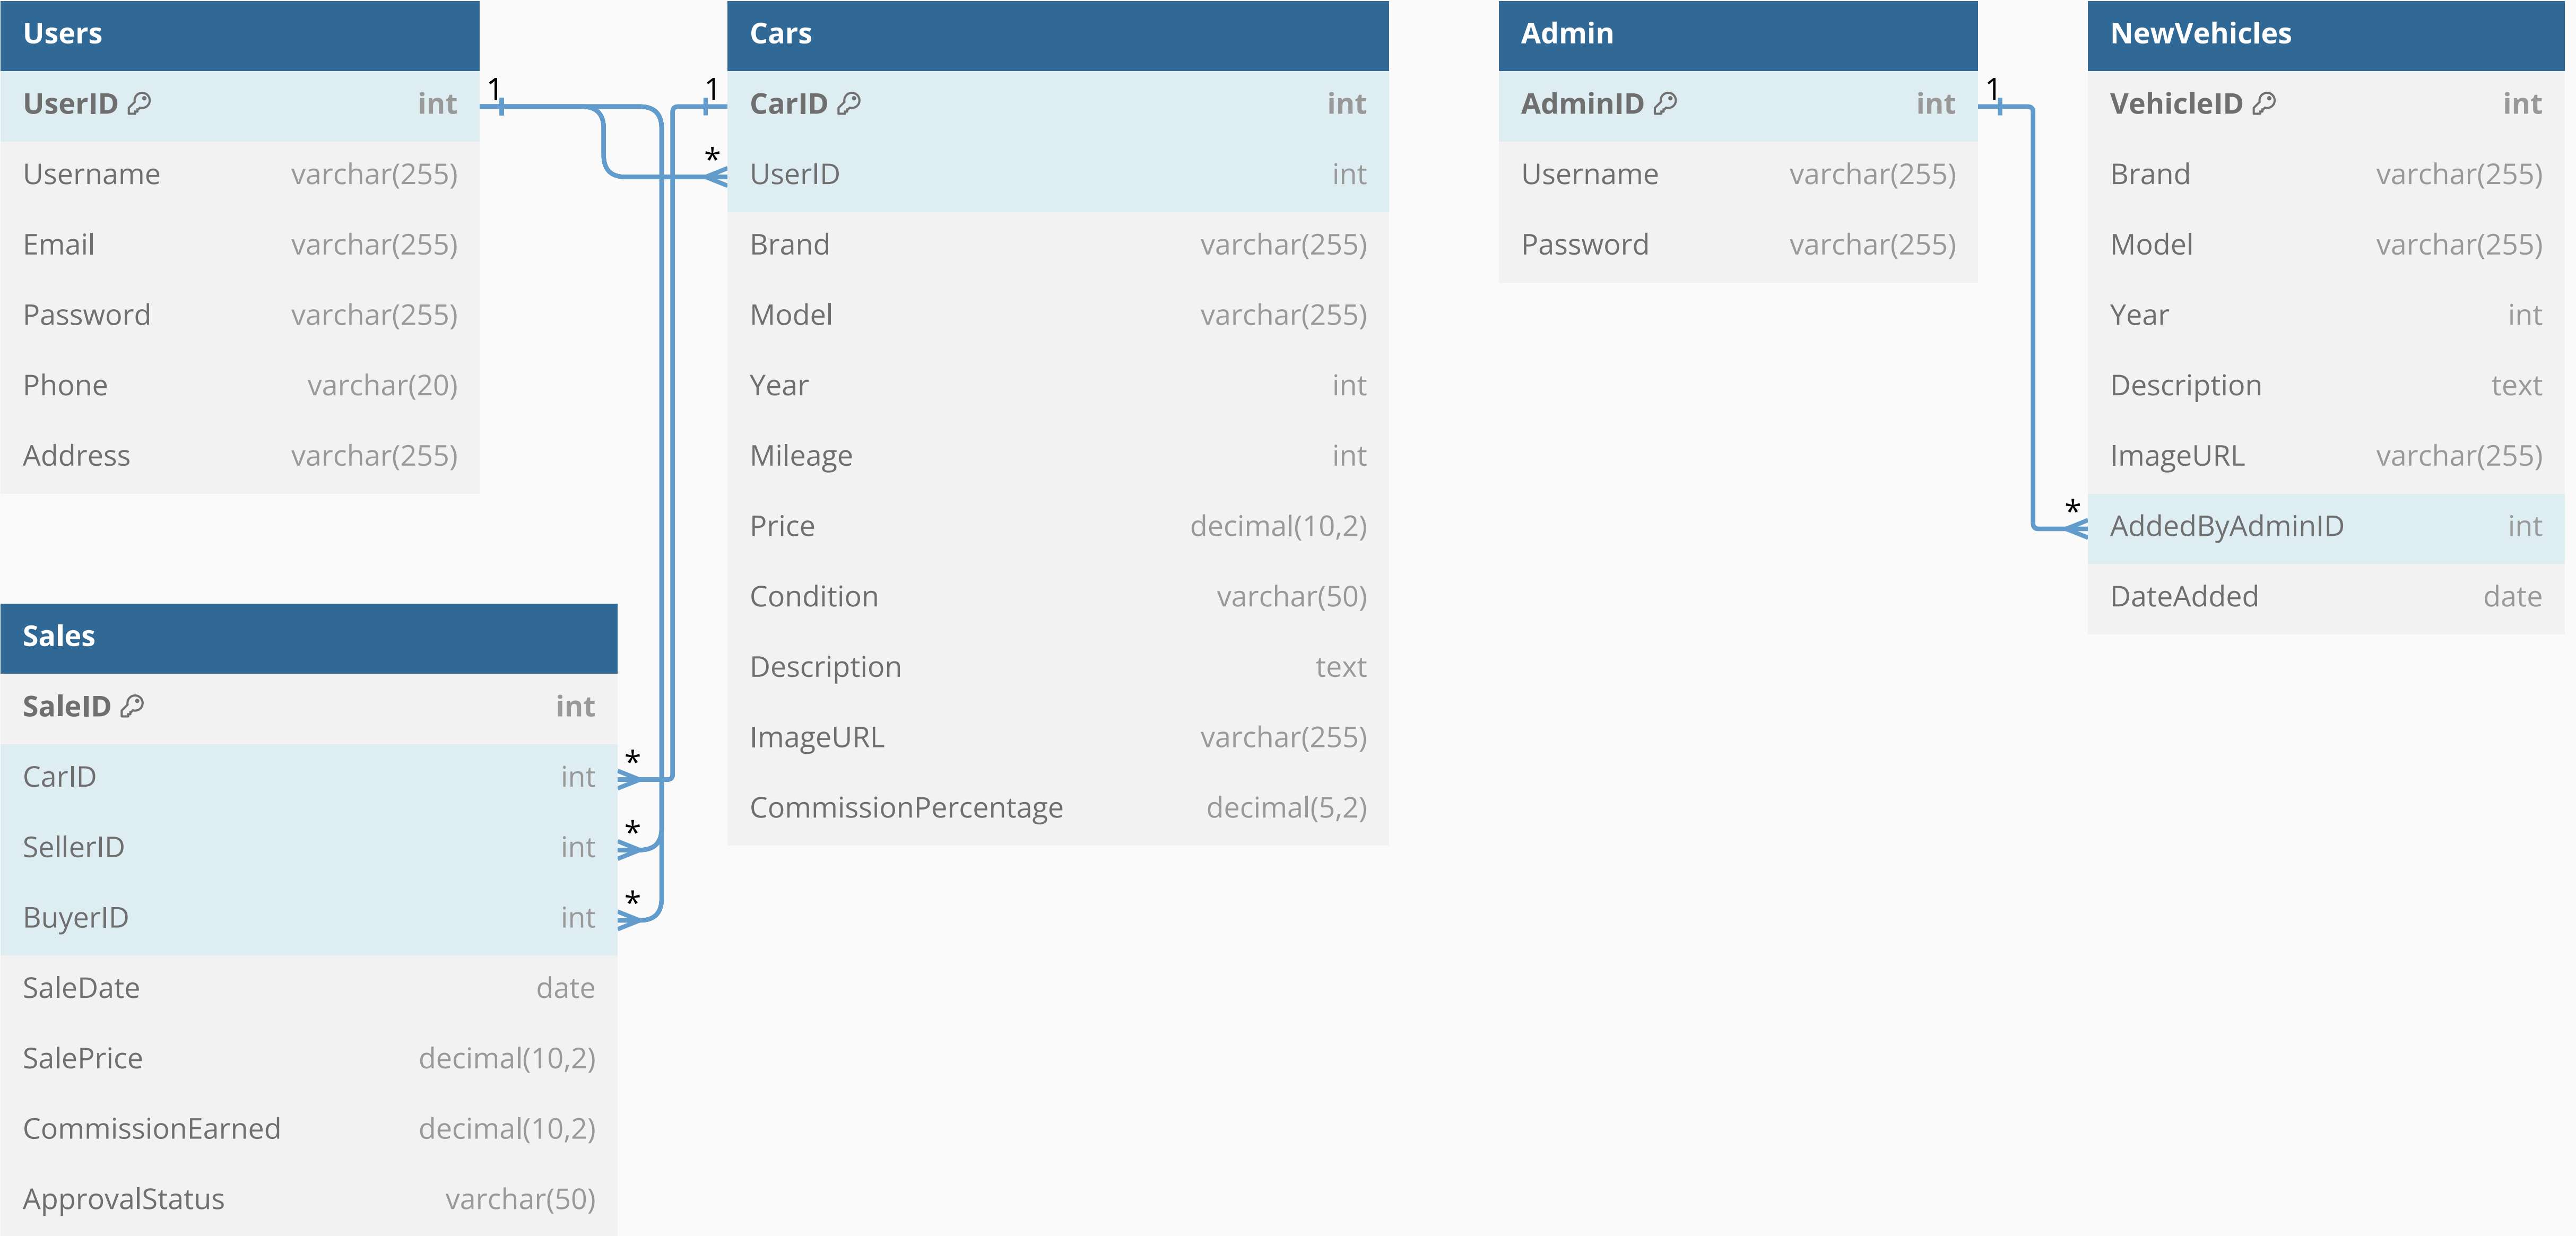 Users
UserID int
Username varchar(255)
Email varchar(255)
Password varchar(255)
Phone varchar(20)
Address varchar(255)
1
Sales
SaleID int
CarID int
*
SellerID int
*
BuyerID int
*
SaleDate date
SalePrice decimal(10,2)
CommissionEarned decimal(10,2)
ApprovalStatus varchar(50)
Cars
1
CarID int
*
UserID int
Brand varchar(255)
Model varchar(255)
Year int
Mileage int
Price decimal(10,2)
Condition varchar(50)
Description text
ImageURL varchar(255)
CommissionPercentage decimal(5,2)
Admin
AdminID int
1
Username varchar(255)
Password varchar(255)
NewVehicles
VehicleID int
Brand varchar(255)
Model varchar(255)
Year int
Description text
ImageURL varchar(255)
*
AddedByAdminID int
DateAdded date